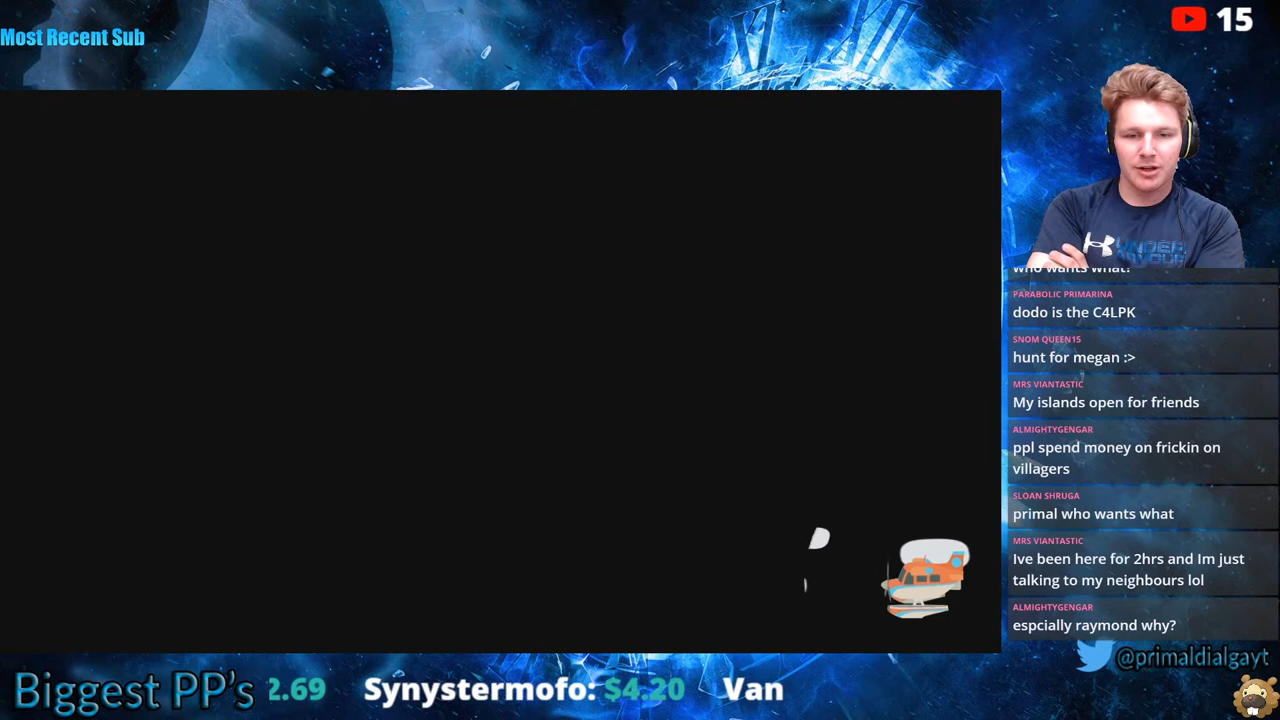 Most Recent Sub
15
UNDER ARMOUR
who wants what?
PARABOLIC PRIMARINA
dodo is the C4LPK
SNOM QUEEN15
hunt for megan :>
MRS VIANTASTIC
My islands open for friends
ALMIGHTYGENGAR
ppl spend money on frickin on
villagers
SLOAN SHRUGA
primal who wants what
MRS VIANTASTIC
Ive been here for 2hrs and Im just
talking to my neighbours lol
ALMIGHTYGENGAR
espcially raymond why?
@primaldialgayt
Biggest PP's 2.69 Synystermofo: $4.20 Van